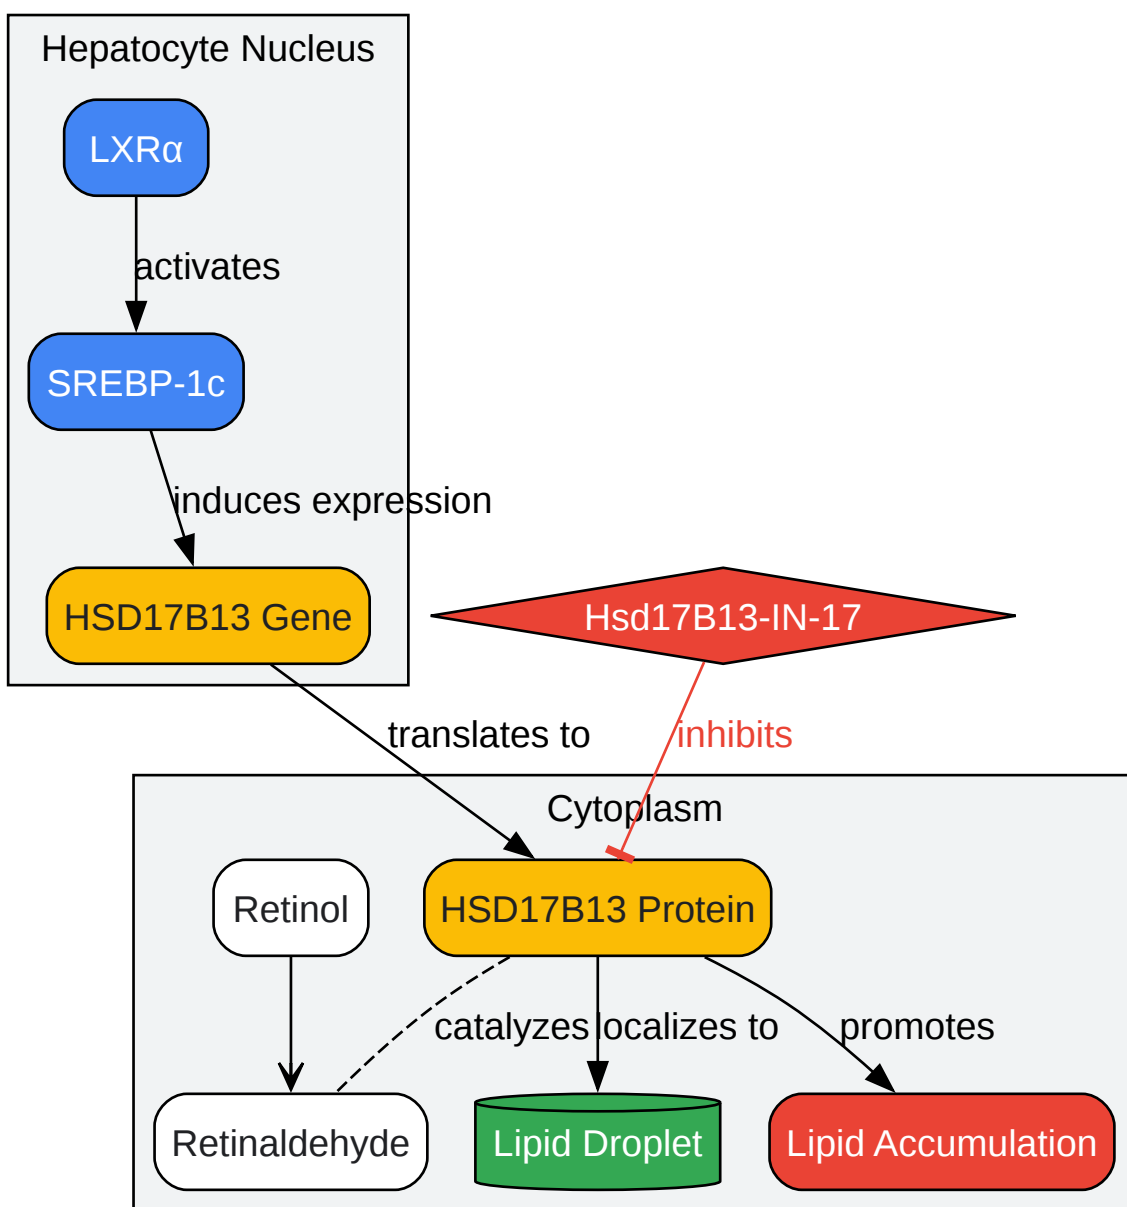 Hepatocyte Nucleus
LXRα
activates
SREBP-1c
induces expression
HSD17B13 Gene
Hsd17B13-IN-17
translates to
inhibits
Cytoplasm
Retinol
HSD17B13 Protein
catalyzes
localizes to
promotes
Retinaldehyde
Lipid Droplet
Lipid Accumulation